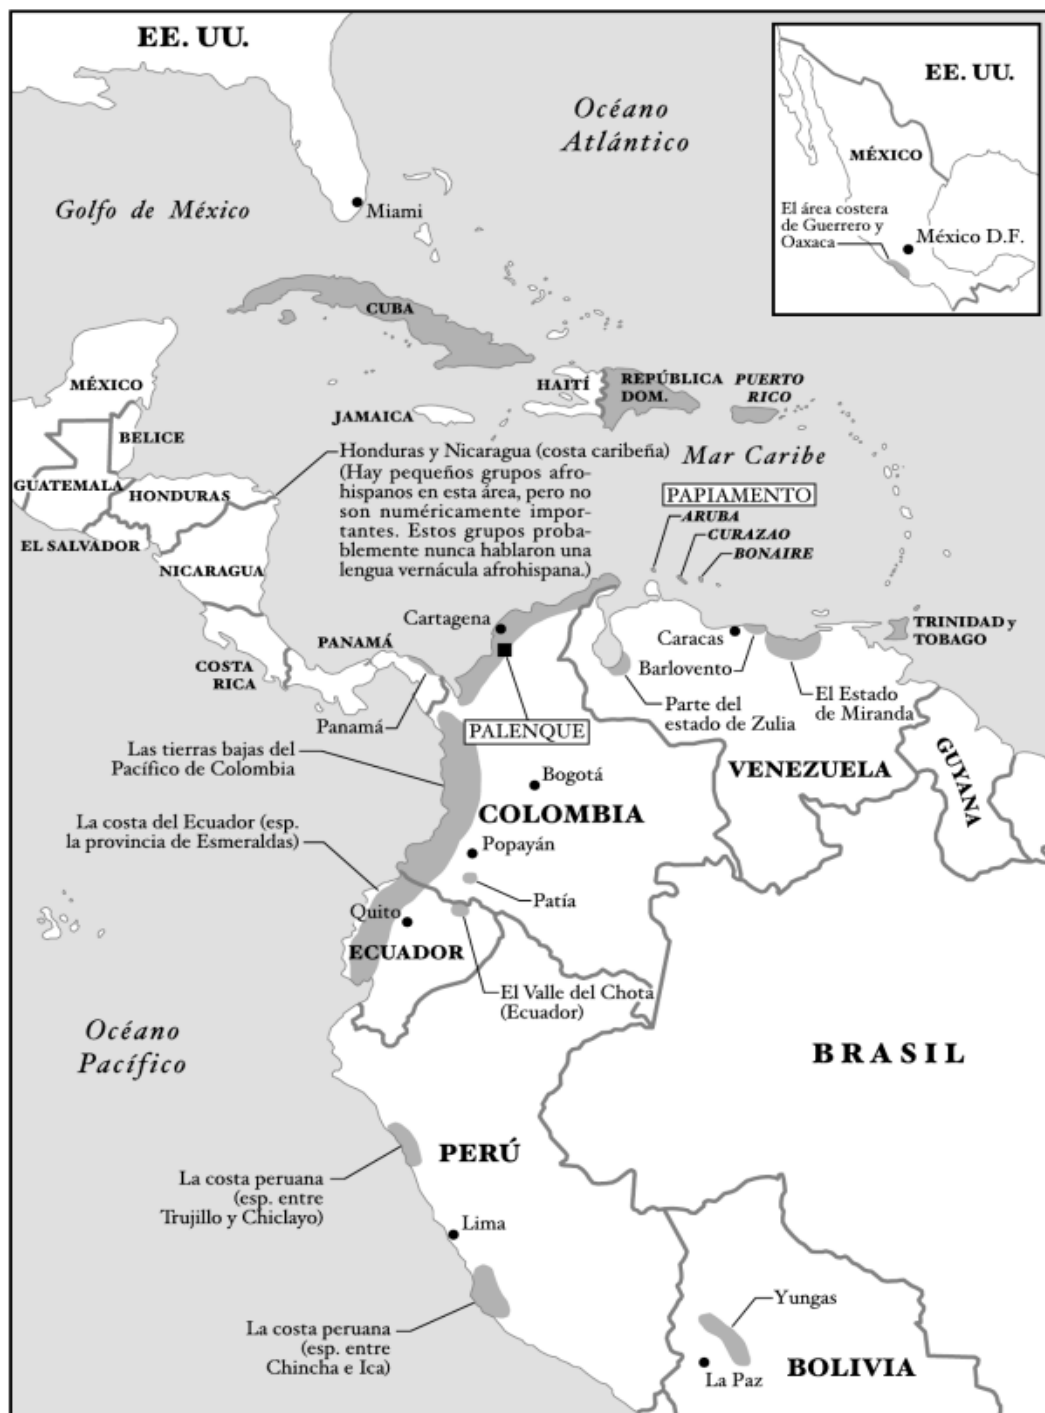 EE. UU.
Océano
Atlántico
Golfo de México
Miami
EE. UU.
MÉXICO
El área costera
de Guerrero y
Oaxaca
México D.F.
CUBA
MÉXICO
BELICE
GUATEMALA
HONDURAS
EL SALVADOR
NICARAGUA
COSTA
RICA
PANAMÁ
JAMAICA
HAITÍ
REPÚBLICA
DOM.
PUERTO
RICO
Mar Caribe
Honduras y Nicaragua (costa caribeña)
(Hay pequeños grupos afro-
hispanos en esta área, pero no
son numéricamente impor-
tantes. Estos grupos proba-
blemente nunca hablaron una
lengua vernácula afrohispana.)
PAPIAMENTO
ARUBA
CURAZAO
BONAIRE
TRINIDAD y
TOBAGO
Cartagena
Caracas
Barlovento
El Estado
de Miranda
Parte del
estado de Zulia
Panamá
PALENQUE
Las tierras bajas del
Pacífico de Colombia
Bogotá
COLOMBIA
VENEZUELA
GUYANA
La costa del Ecuador (esp.
la provincia de Esmeraldas)
Popayán
Patía
Quito
ECUADOR
El Valle del Chota
(Ecuador)
Océano
Pacífico
BRASIL
PERÚ
La costa peruana
(esp. entre
Trujillo y Chiclayo)
Lima
La costa peruana
(esp. entre
Chincha e Ica)
Yungas
La Paz
BOLIVIA